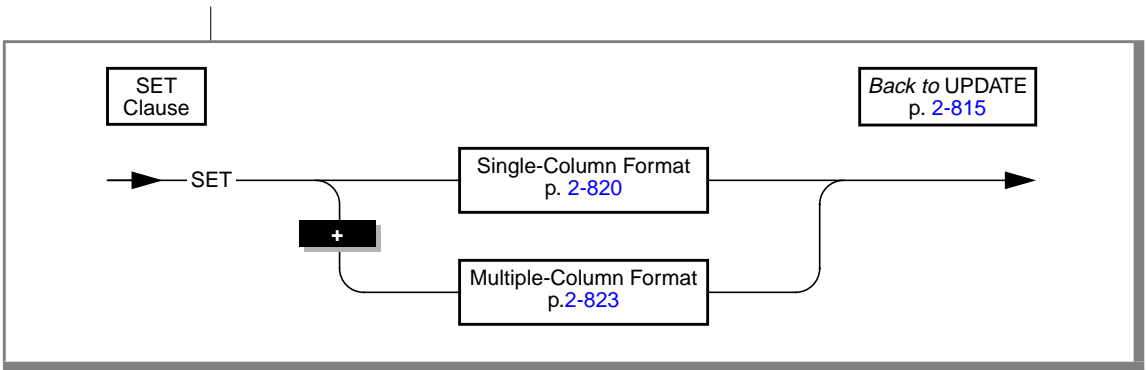 SET
Clause
Back to UPDATE
p. 2-815
SET
Single-Column Format
p. 2-820
+
Multiple-Column Format
p.2-823